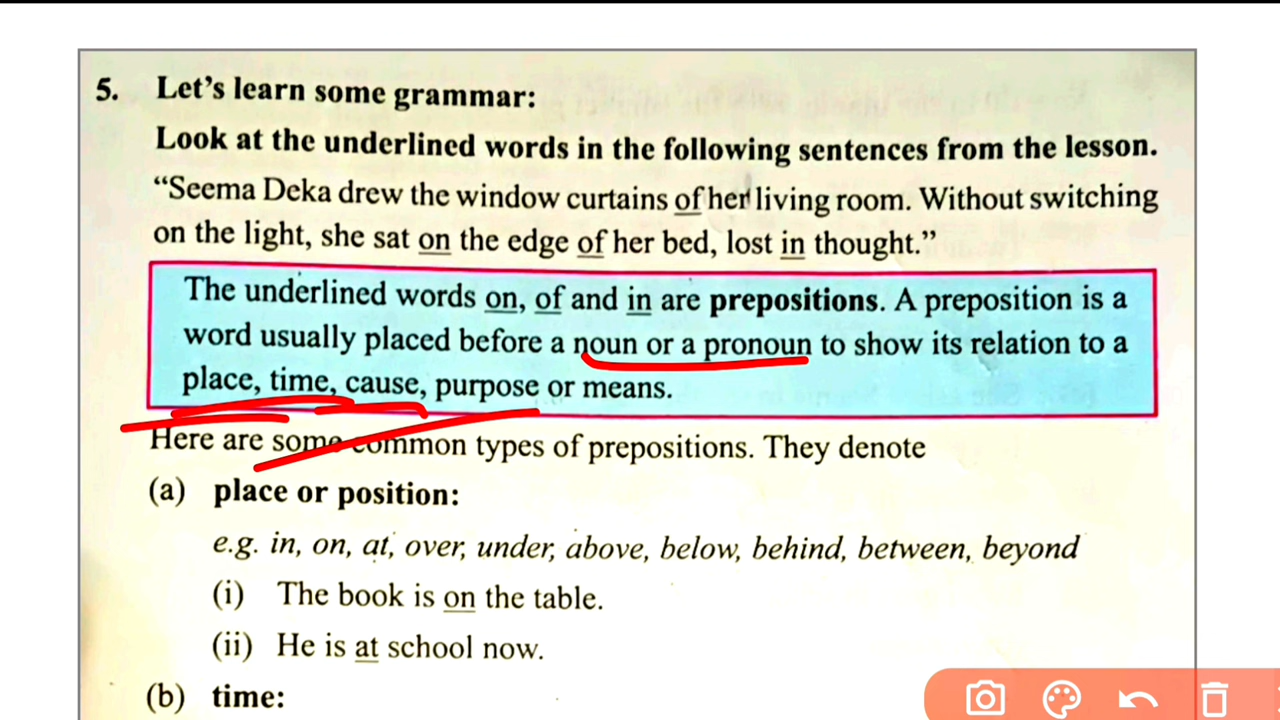 5. Let's learn some grammar:
Look at the underlined words in the following sentences from the lesson.
“Seema Deka drew the window curtains of her living room. Without switching
on the light, she sat on the edge of her bed, lost in thought.”
The underlined words on, of and in are prepositions. A preposition is a
word usually placed before a noun or a pronoun to show its relation to a
place, time, cause, purpose or means.
Here are some common types of prepositions. They denote
(a) place or position:
e.g. in, on, at, over, under, above, below, behind, between, beyond
(i) The book is on the table.
(ii) He is at school now.
(b) time: